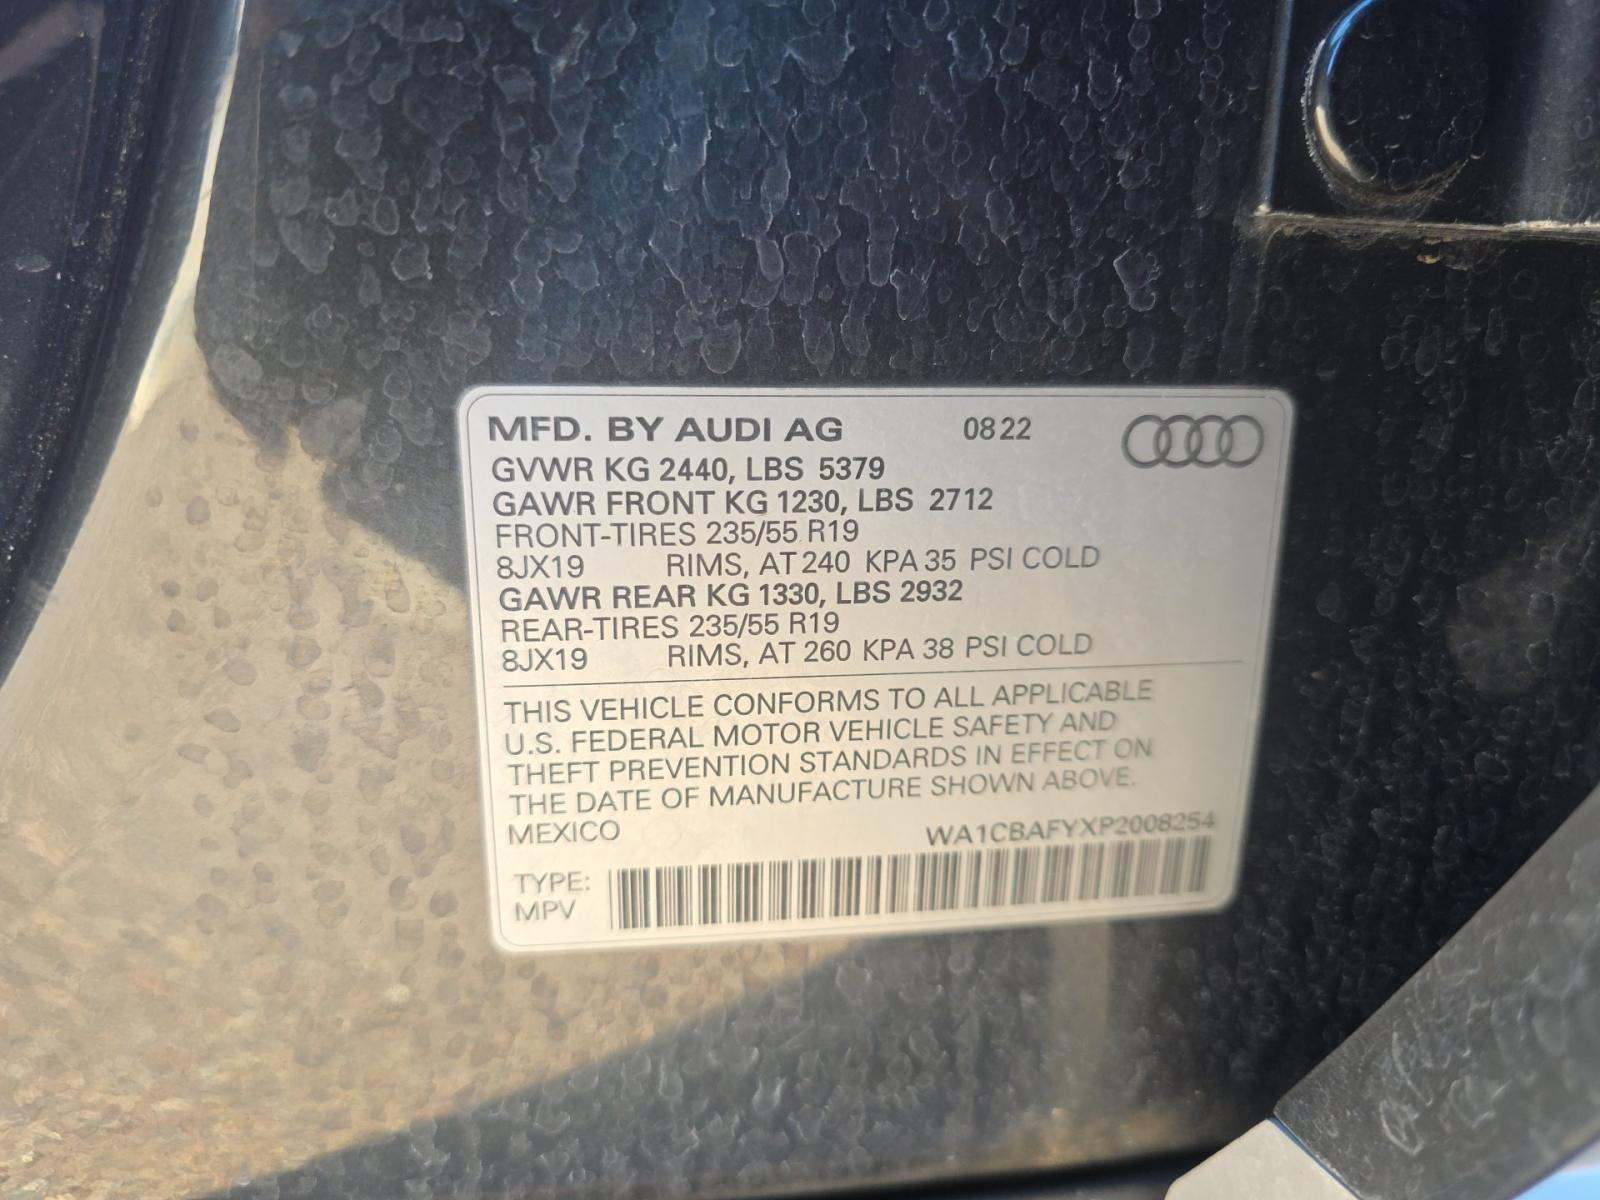 MFD. BY AUDI AG 0822
GVWR KG 2440, LBS 5379
GAWR FRONT KG 1230, LBS 2712
FRONT-TIRES 235/55 R19
8JX19 RIMS, AT 240 KPA 35 PSI COLD
GAWR REAR KG 1330, LBS 2932
REAR-TIRES 235/55 R19
8JX19 RIMS, AT 260 KPA 38 PSI COLD
THIS VEHICLE CONFORMS TO ALL APPLICABLE
U.S. FEDERAL MOTOR VEHICLE SAFETY AND
THEFT PREVENTION STANDARDS IN EFFECT ON
THE DATE OF MANUFACTURE SHOWN ABOVE.
MEXICO WA1CBAFYXP2008254
TYPE:
MPV